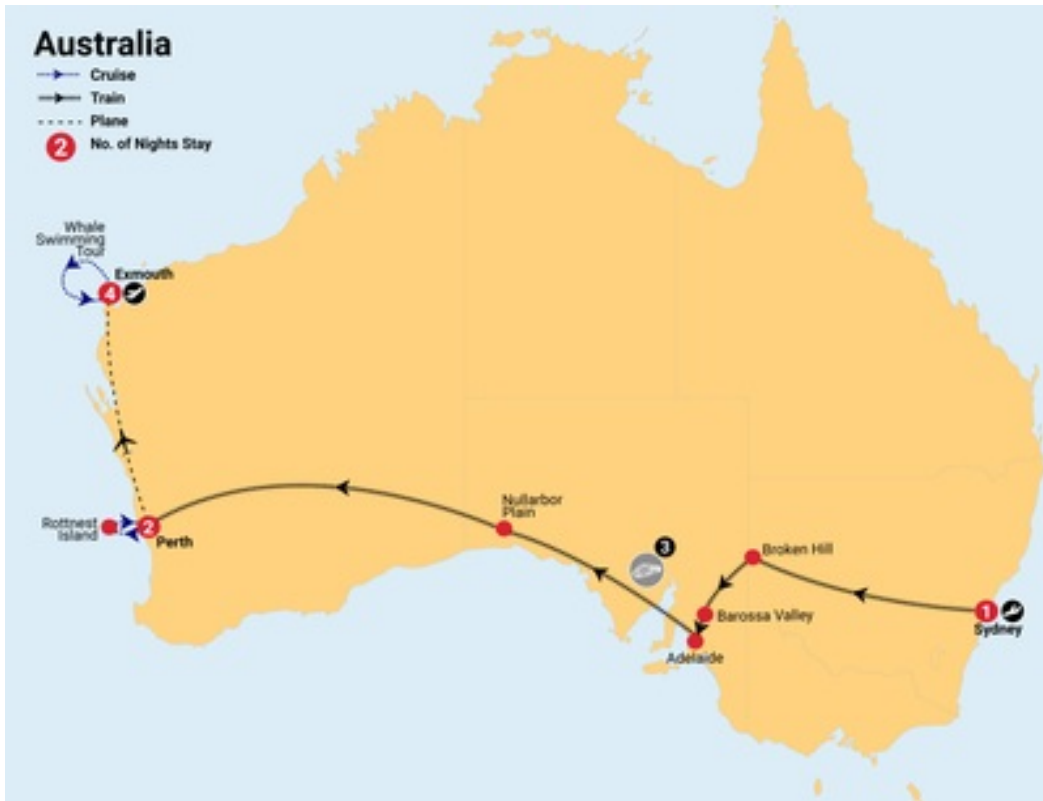 Australia
Cruise
Train
Plane
2 No. of Nights Stay
Whale
Swimming
Tour
Exmouth
4
Nullarbor
Plain
Rottnest
Island
2
Perth
3
Broken Hill
Barossa Valley
1
Sydney
Adelaide